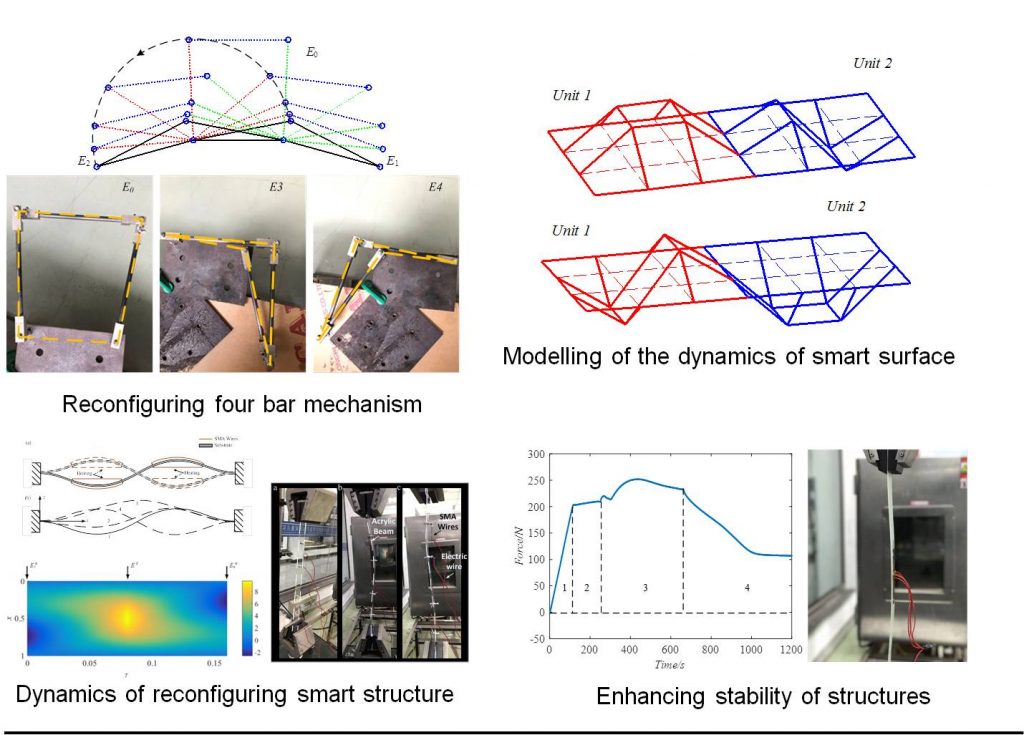 E0
E2
E1
E0
E3
E4
Reconfiguring four bar mechanism
Unit 1
Unit 2
Unit 1
Unit 2
Modelling of the dynamics of smart surface
SMA Wires
Substrate
Heating
Heating
0
0.5
1
0
0.05
0.1
0.15
8
6
4
2
0
-2
a
b
c
Acrylic
Beam
SMA
Wires
Electric
wire
Dynamics of reconfiguring smart structure
300
250
200
150
100
50
0
-50
Force/N
1
2
3
4
0
200
400
600
800
1000
1200
Time/s
Enhancing stability of structures